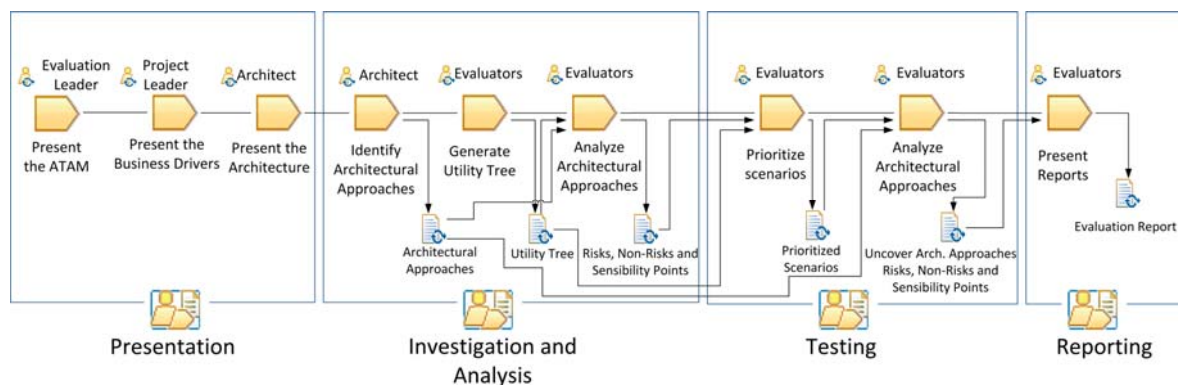 Evaluation
Leader
Present
the ATAM
Project
Leader
Present the
Business Drivers
Architect
Present the
Architecture
Presentation
Architect
Identify
Architectural
Approaches
Evaluators
Generate
Utility Tree
Evaluators
Analyze
Architectural
Approaches
Architectural
Approaches
Utility Tree
Risks, Non-Risks and
Sensibility Points
Investigation and
Analysis
Evaluators
Prioritize
scenarios
Evaluators
Analyze
Architectural
Approaches
Prioritized
Scenarios
Uncover Arch. Approaches
Risks, Non-Risks and
Sensibility Points
Testing
Evaluators
Present
Reports
Evaluation Report
Reporting